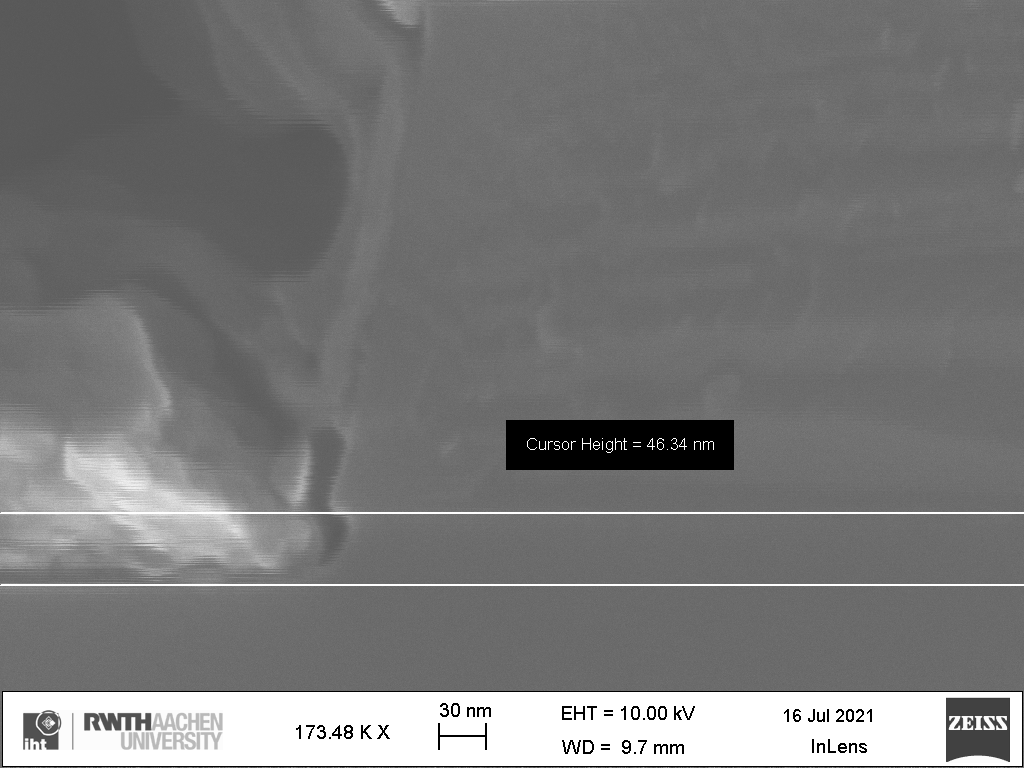 Cursor Height = 46.34 nm
iht
RWTHAACHEN
UNIVERSITY
173.48 K X
30 nm
EHT = 10.00 kV
WD = 9.7 mm
16 Jul 2021
InLens
ZEISS